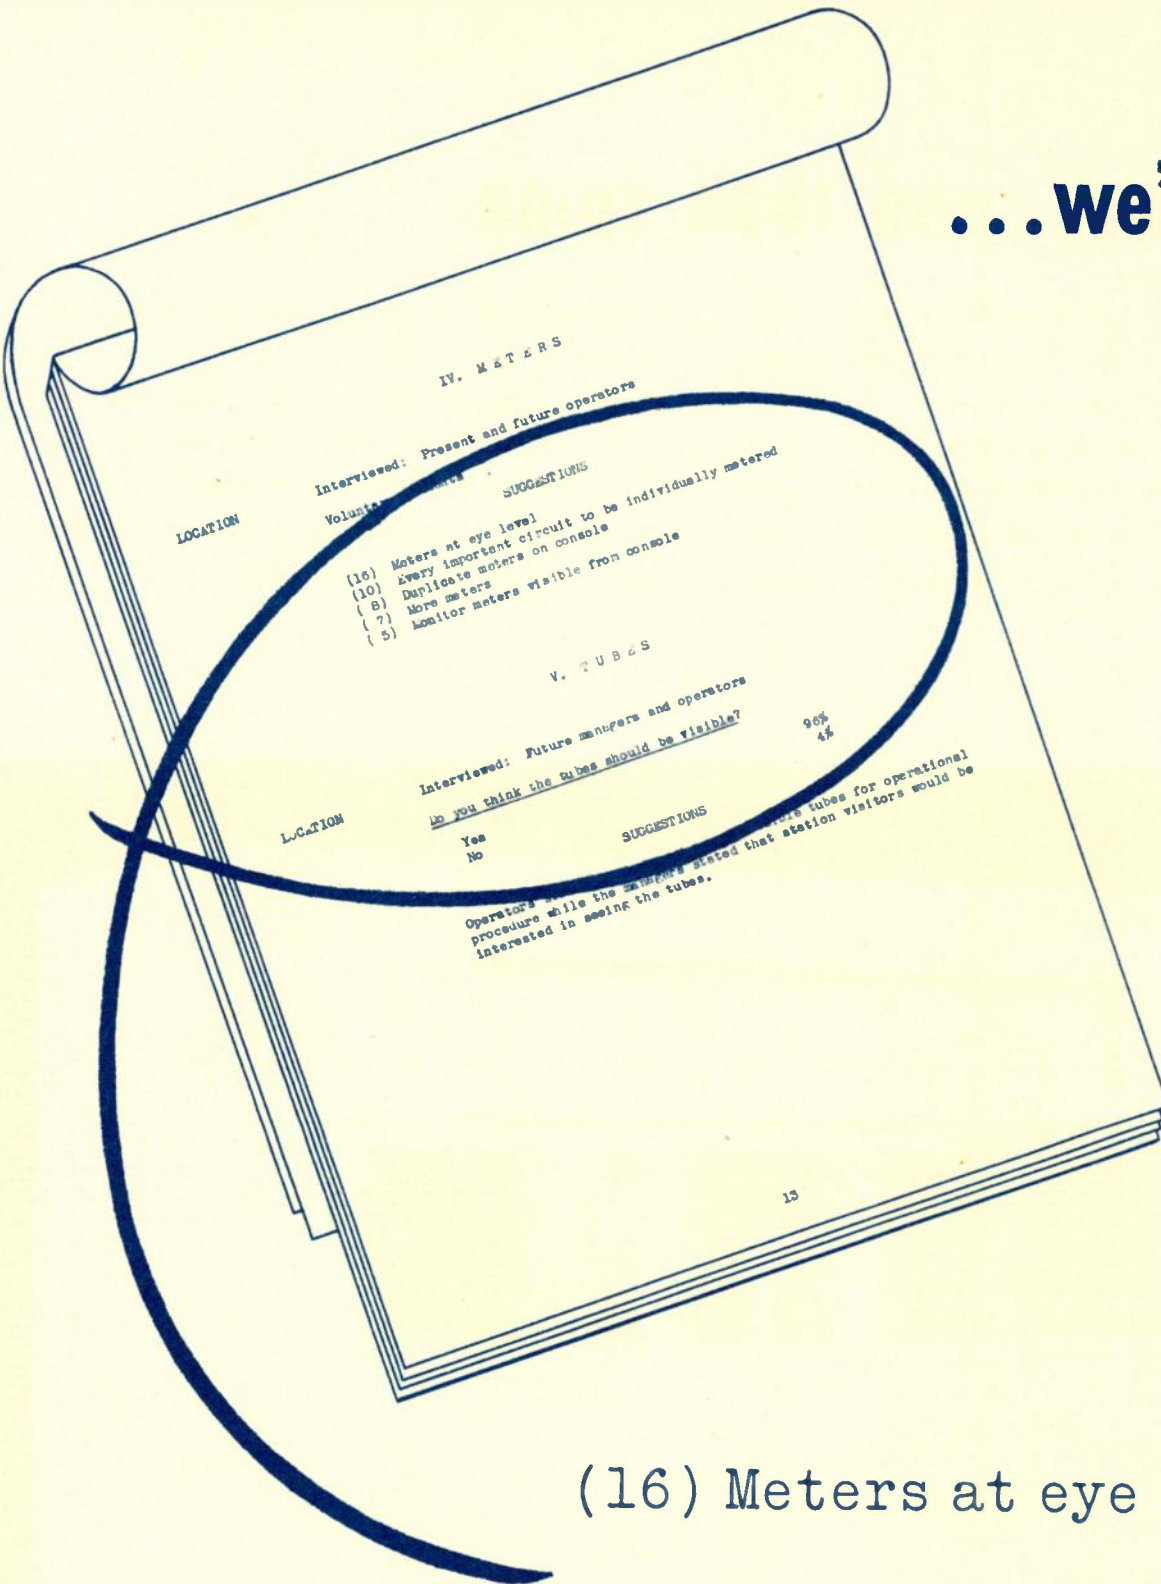 ...we'
IV. METERS
Interviewed: Present and future operators
LOCATION
SUGGESTIONS
(16) Meters at eye level
(10) Every important circuit to be individually metered
( 8) Duplicate meters on console
( 7) More meters
( 5) Monitor meters visible from console
V. TUBES
Interviewed: Future managers and operators
LOCATION
Do you think the tubes should be visible?
Yes 96%
No 4%
SUGGESTIONS
Operators tubes for operational
procedure while the managers stated that station visitors would be
interested in seeing the tubes.
13
(16) Meters at eye